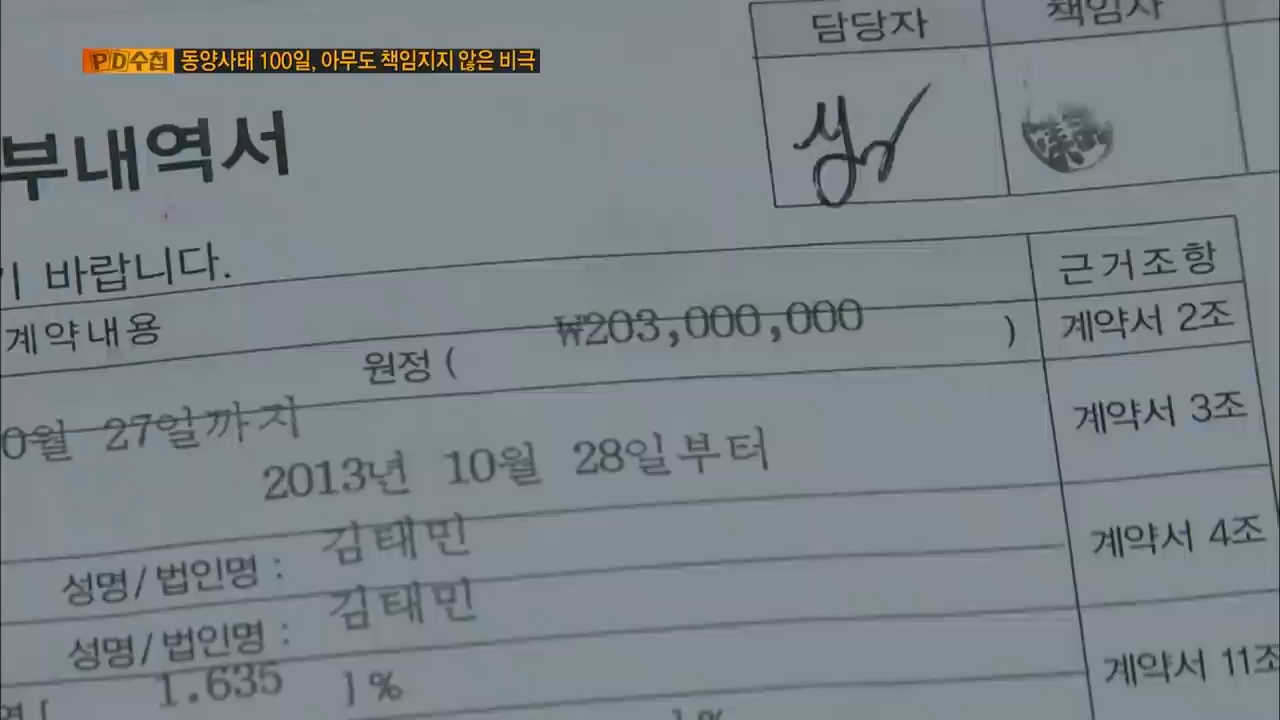 PD수첩 동양사태 100일, 아무도 책임지지 않은 비극
담당자 책임자
부내역서
기 바랍니다.
계약내용 근거조항
원정 ( ₩203,000,000 ) 계약서 2조
0월 27일까지
2013년 10월 28일부터 계약서 3조
성명/법인명 : 김태민 계약서 4조
성명/법인명 : 김태민
1.635 ]% 계약서 11조
]%